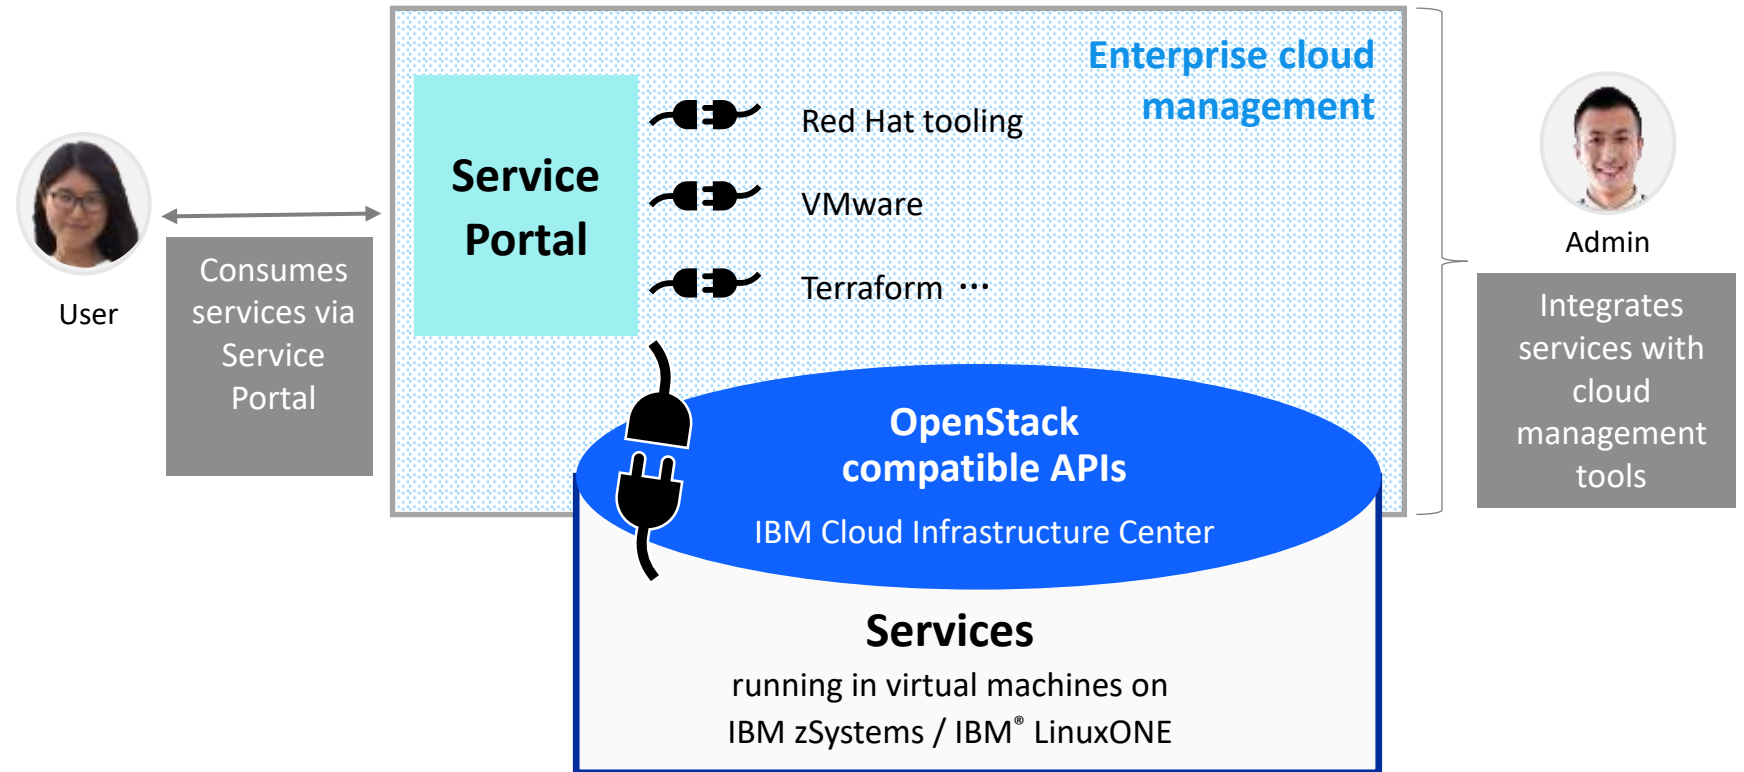 Enterprise cloud
management
Service
Portal
Red Hat tooling
VMware
Terraform ...
User
Consumes
services via
Service
Portal
Admin
Integrates
services with
cloud
management
tools
OpenStack
compatible APIs
IBM Cloud Infrastructure Center
Services
running in virtual machines on
IBM zSystems / IBM® LinuxONE